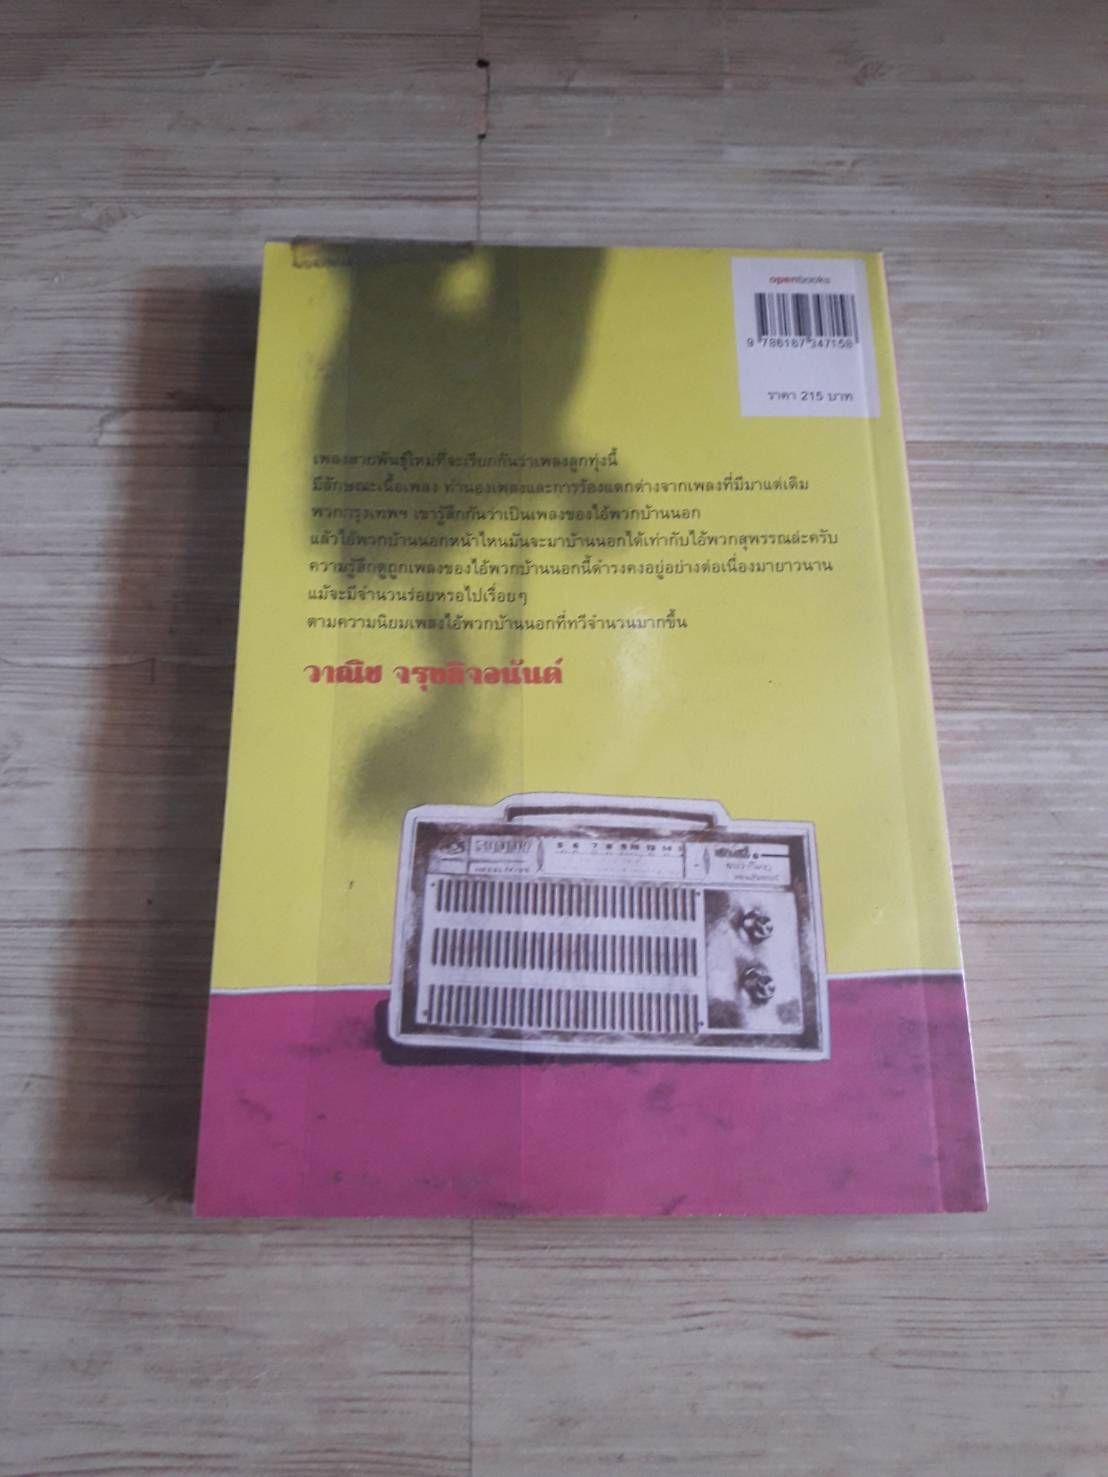 openbooks
9 786167 347158
ราคา 215 บาท
เพลงสายพันธุ์ใหม่ที่จะเรียกกันว่าเพลงลูกทุ่งนี้
มีลักษณะเนื้อเพลง ทำนองเพลงและการร้องแตกต่างจากเพลงที่มีมาแต่เดิม
พวกกรุงเทพฯ เขารู้สึกกันว่าเป็นเพลงของไอ้พวกบ้านนอก
แล้วไอ้พวกบ้านนอกหน้าไหนมันจะมาบ้านนอกได้เท่ากับไอ้พวกสุพรรณล่ะครับ
ความรู้สึกดูถูกเพลงของไอ้พวกบ้านนอกนี้ดำรงคงอยู่อย่างต่อเนื่องมายาวนาน
แม้จะมีจำนวนร่อยหรอไปเรื่อยๆ
ตามความนิยมเพลงไอ้พวกบ้านนอกที่ทวีจำนวนมากขึ้น
วาณิช จรุงกิจอนันต์
5 6 7 8 9 10 12 14